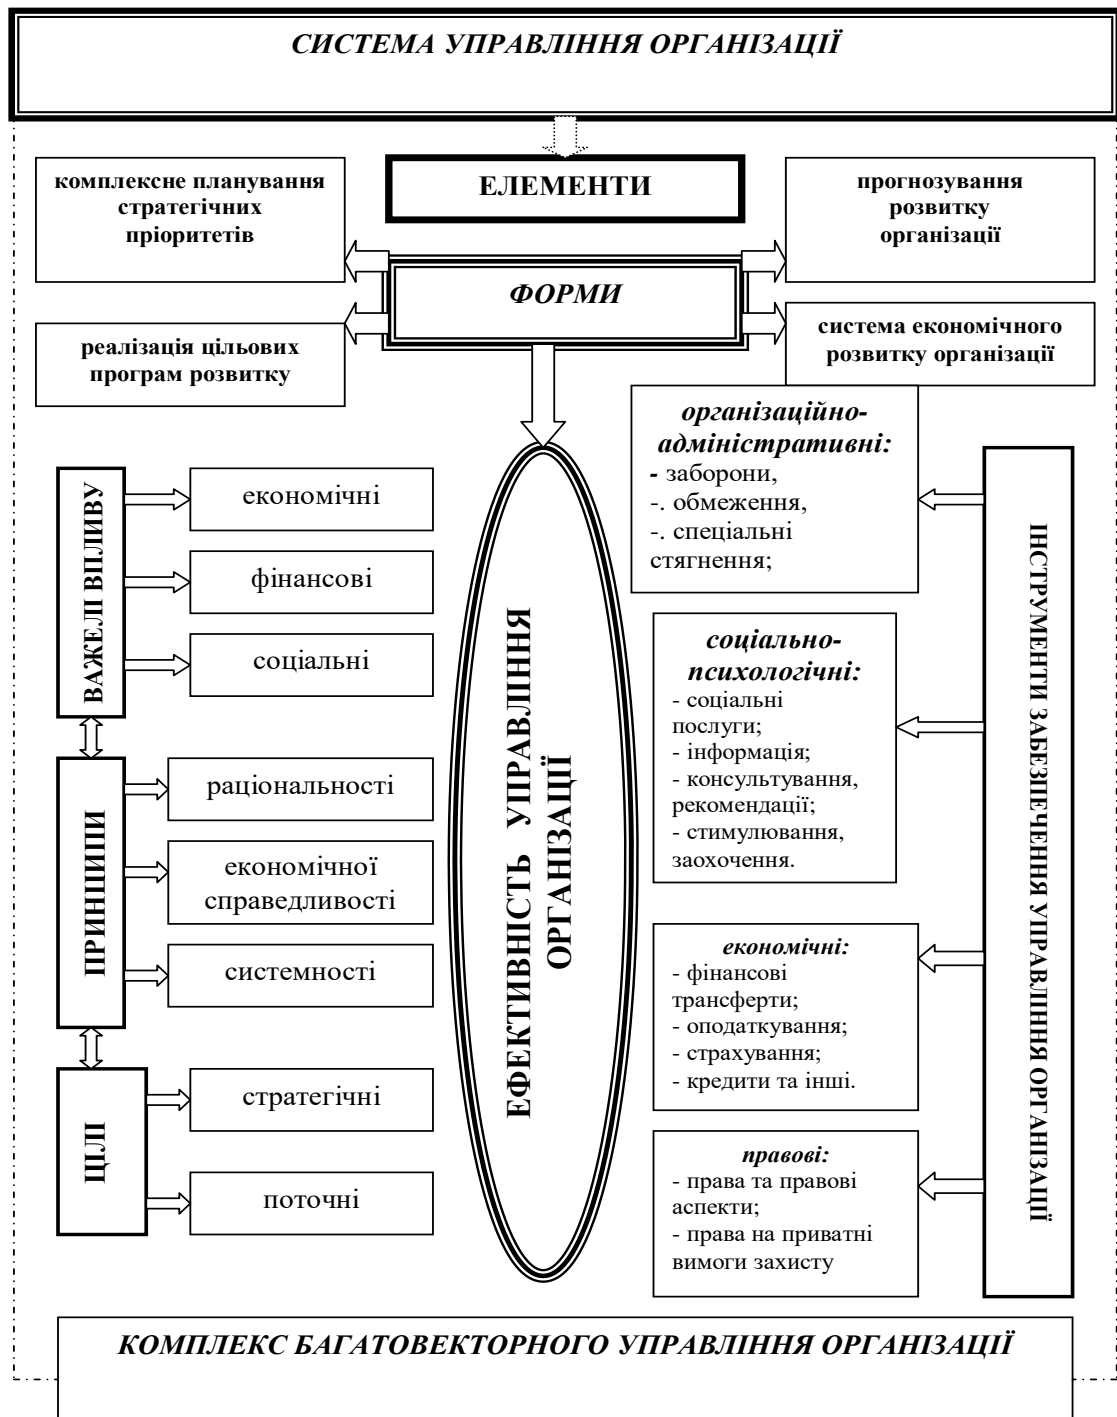 СИСТЕМА УПРАВЛІННЯ ОРГАНІЗАЦІЇ
ЕЛЕМЕНТИ
комплексне планування
стратегічних
пріоритетів
прогнозування
розвитку
організації
ФОРМИ
реалізація цільових
програм розвитку
система економічного
розвитку організації
ВАЖЕЛІ ВПЛИВУ
економічні
фінансові
соціальні
ПРИНЦИПИ
раціональності
економічної
справедливості
системності
ЦІЛІ
стратегічні
поточні
ЕФЕКТИВНІСТЬ УПРАВЛІННЯ
ОРГАНІЗАЦІЇ
організаційно-
адміністративні:
- заборони,
-. обмеження,
-. спеціальні
стягнення;
соціально-
психологічні:
- соціальні
послуги;
- інформація;
- консультування,
рекомендації;
- стимулювання,
заохочення.
економічні:
- фінансові
трансферти;
- оподаткування;
- страхування;
- кредити та інші.
правові:
- права та правові
аспекти;
- права на приватні
вимоги захисту
ІНСТРУМЕНТИ ЗАБЕЗПЕЧЕННЯ УПРАВЛІННЯ ОРГАНІЗАЦІЇ
КОМПЛЕКС БАГАТОВЕКТОРНОГО УПРАВЛІННЯ ОРГАНІЗАЦІЇ